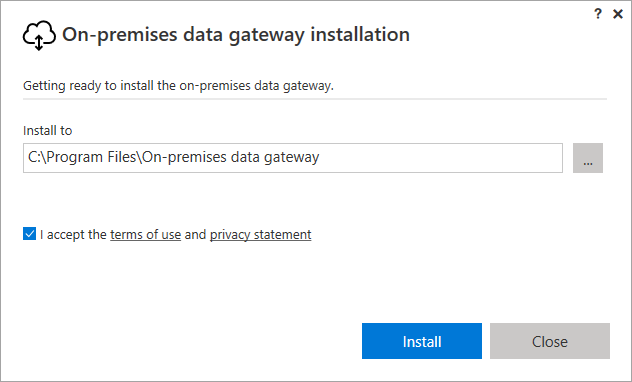 ? ×
On-premises data gateway installation
Getting ready to install the on-premises data gateway.
Install to
C:\Program Files\On-premises data gateway
...
I accept the terms of use and privacy statement
Install Close